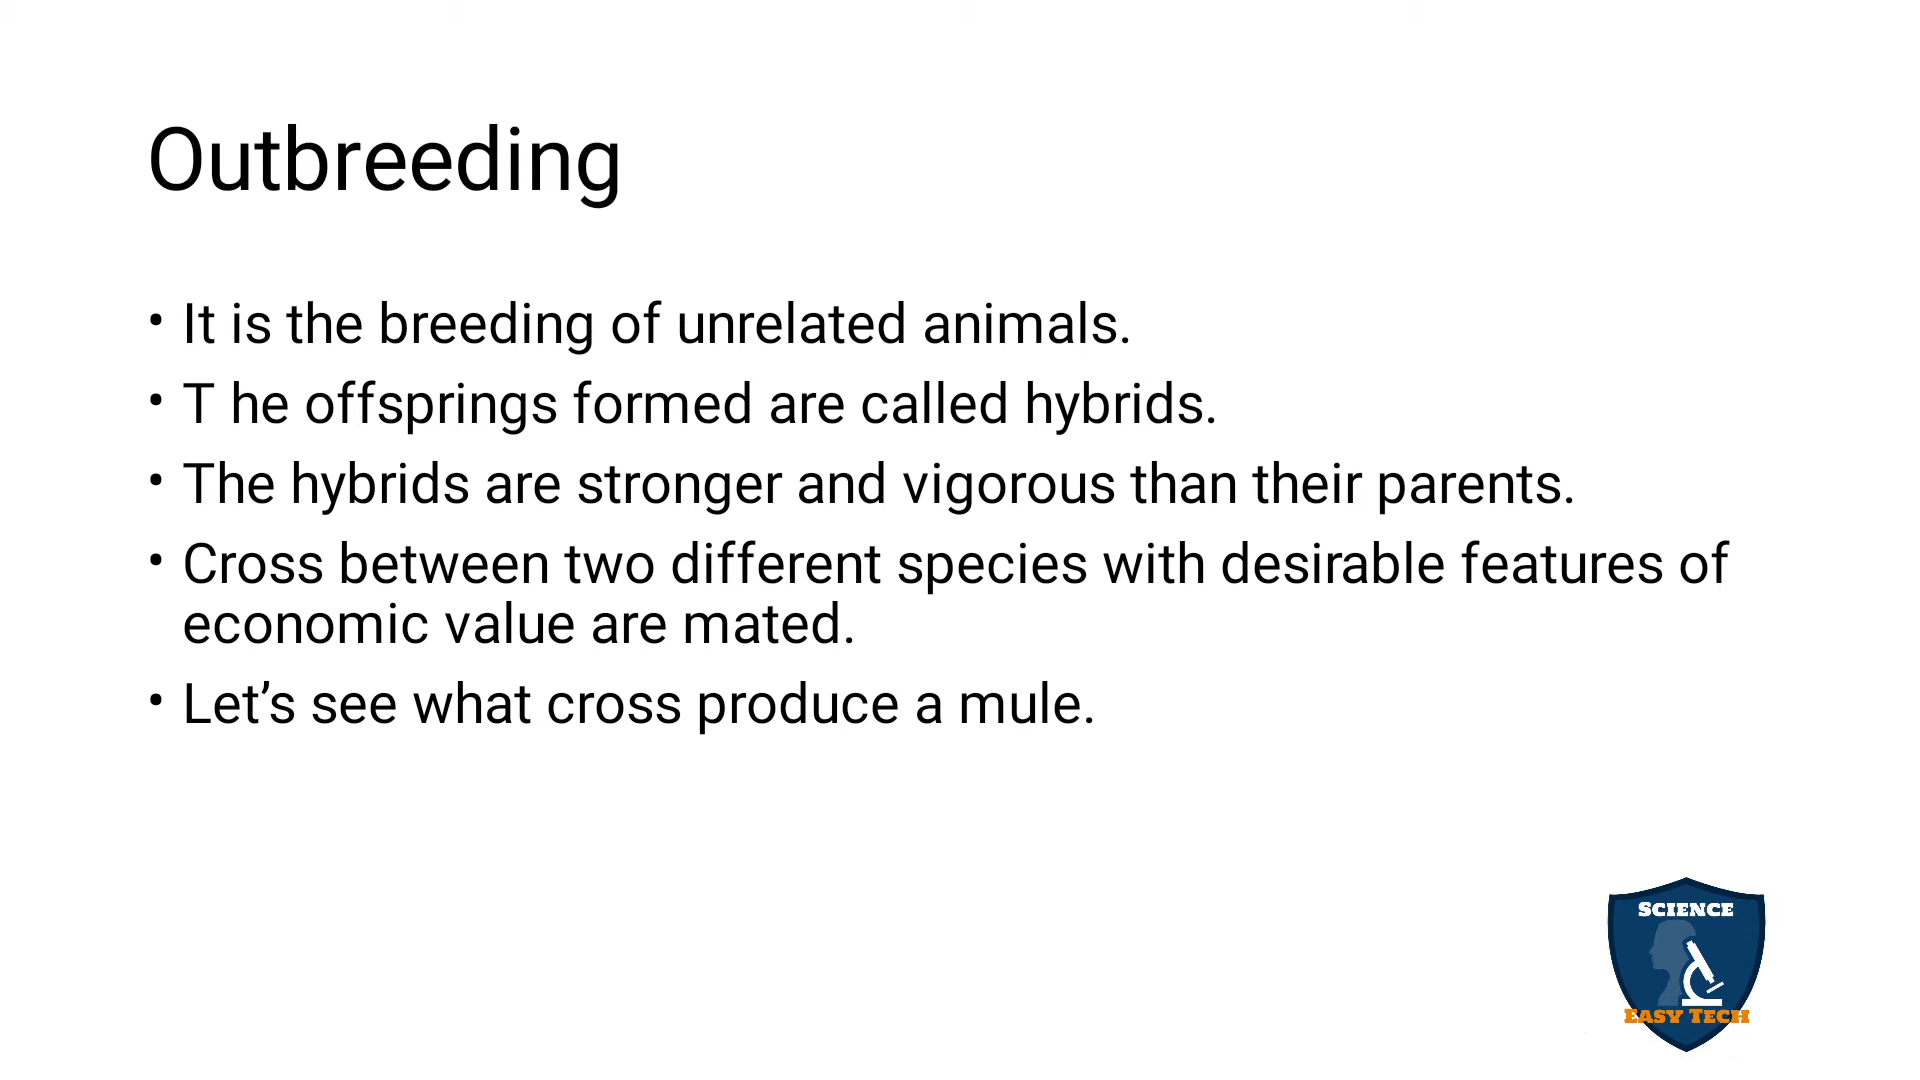 Outbreeding
• It is the breeding of unrelated animals.
• T he offsprings formed are called hybrids.
• The hybrids are stronger and vigorous than their parents.
• Cross between two different species with desirable features of
economic value are mated.
• Let’s see what cross produce a mule.
SCIENCE
EASY TECH